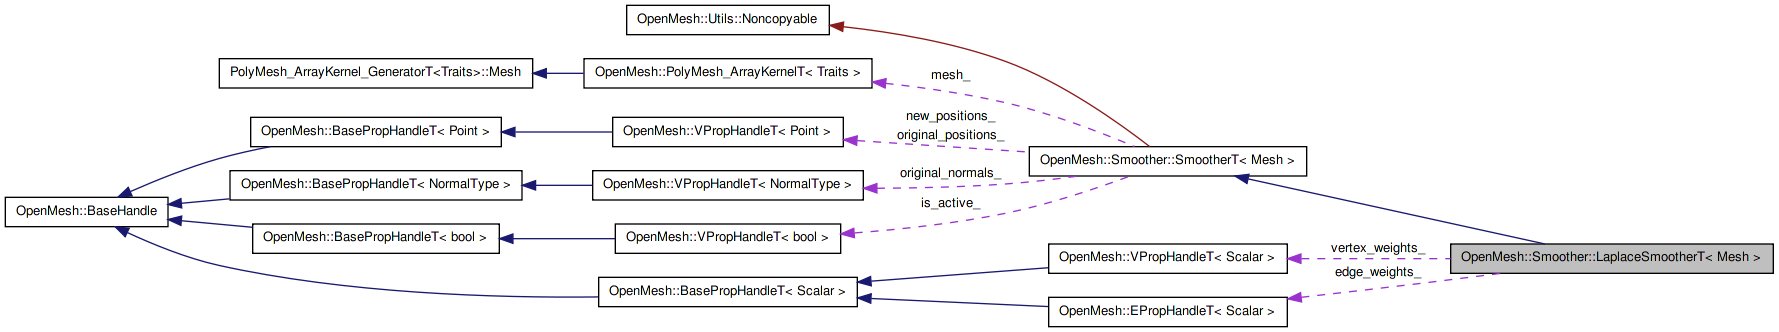 OpenMesh::Utils::Noncopyable
PolyMesh_ArrayKernel_GeneratorT<Traits>::Mesh
OpenMesh::PolyMesh_ArrayKernelT< Traits >
mesh_
new_positions_
original_positions_
OpenMesh::BasePropHandleT< Point >
OpenMesh::VPropHandleT< Point >
OpenMesh::Smoother::SmootherT< Mesh >
original_normals_
OpenMesh::BasePropHandleT< NormalType >
OpenMesh::VPropHandleT< NormalType >
is_active_
OpenMesh::BaseHandle
OpenMesh::BasePropHandleT< bool >
OpenMesh::VPropHandleT< bool >
vertex_weights_
OpenMesh::VPropHandleT< Scalar >
OpenMesh::Smoother::LaplaceSmootherT< Mesh >
edge_weights_
OpenMesh::BasePropHandleT< Scalar >
OpenMesh::EPropHandleT< Scalar >